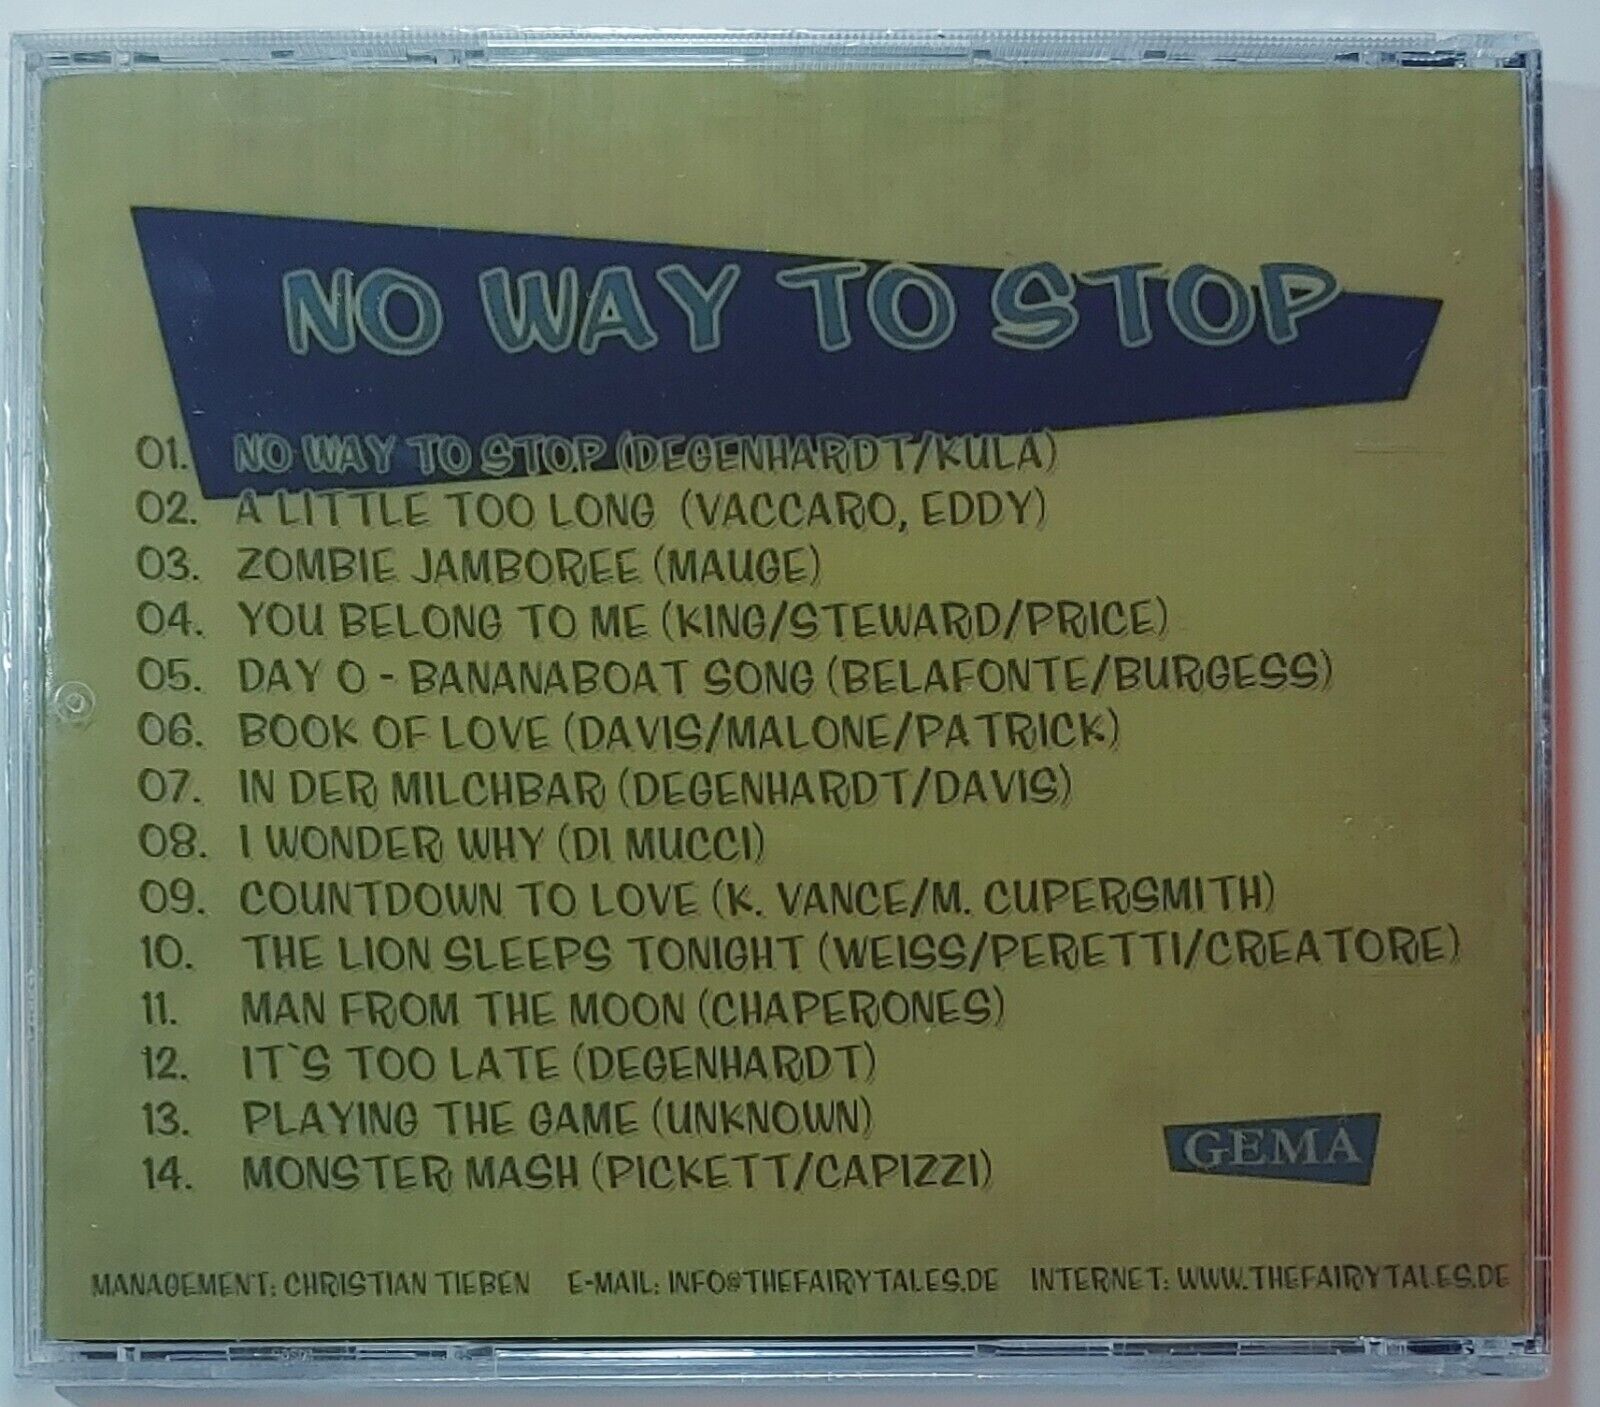 NO WAY TO STOP
01. NO WAY TO STOP (DEGENHARDT/KULA)
02. A LITTLE TOO LONG (VACCARO, EDDY)
03. ZOMBIE JAMBOREE (MAUGE)
04. YOU BELONG TO ME (KING/STEWARD/PRICE)
05. DAY O - BANANABOAT SONG (BELAFONTE/BURGESS)
06. BOOK OF LOVE (DAVIS/MALONE/PATRICK)
07. IN DER MILCHBAR (DEGENHARDT/DAVIS)
08. I WONDER WHY (DI MUCCI)
09. COUNTDOWN TO LOVE (K. VANCE/M. CUPERSMITH)
10. THE LION SLEEPS TONIGHT (WEISS/PERETTI/CREATORE)
11. MAN FROM THE MOON (CHAPERONES)
12. IT`S TOO LATE (DEGENHARDT)
13. PLAYING THE GAME (UNKNOWN)
14. MONSTER MASH (PICKETT/CAPIZZI)
GEMA
MANAGEMENT: CHRISTIAN TIEBEN E-MAIL: INFO@THEFAIRYTALES.DE INTERNET: WWW.THEFAIRYTALES.DE